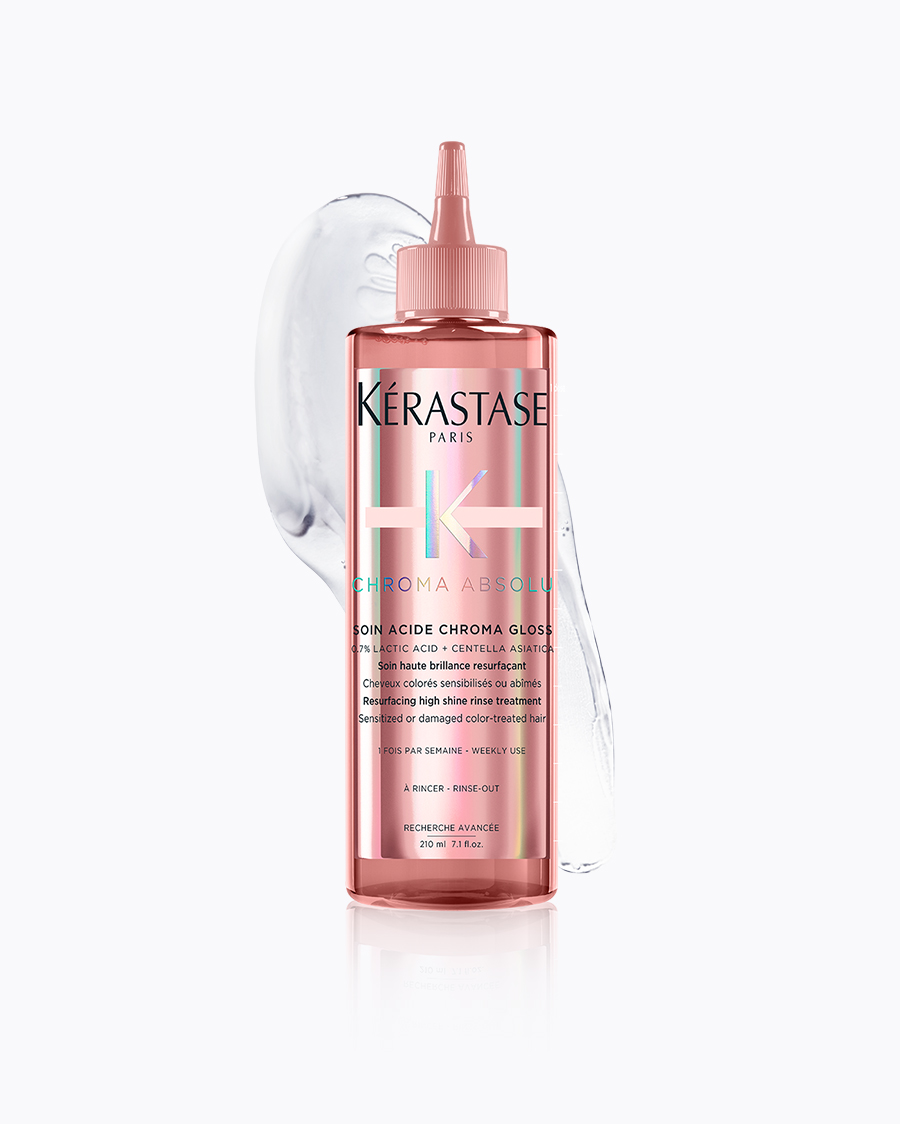 KÉRASTASE
PARIS
K
CHROMA ABSOLU
SOIN ACIDE CHROMA GLOSS
0.7% LACTIC ACID + CENTELLA ASIATICA
Soin haute brillance resurfaçant
Cheveux colorés sensibilisés ou abîmés
Resurfacing high shine rinse treatment
Sensitized or damaged color-treated hair
1 FOIS PAR SEMAINE - WEEKLY USE
À RINCER - RINSE-OUT
RECHERCHE AVANCÉE
210 ml 7.1 fl.oz.